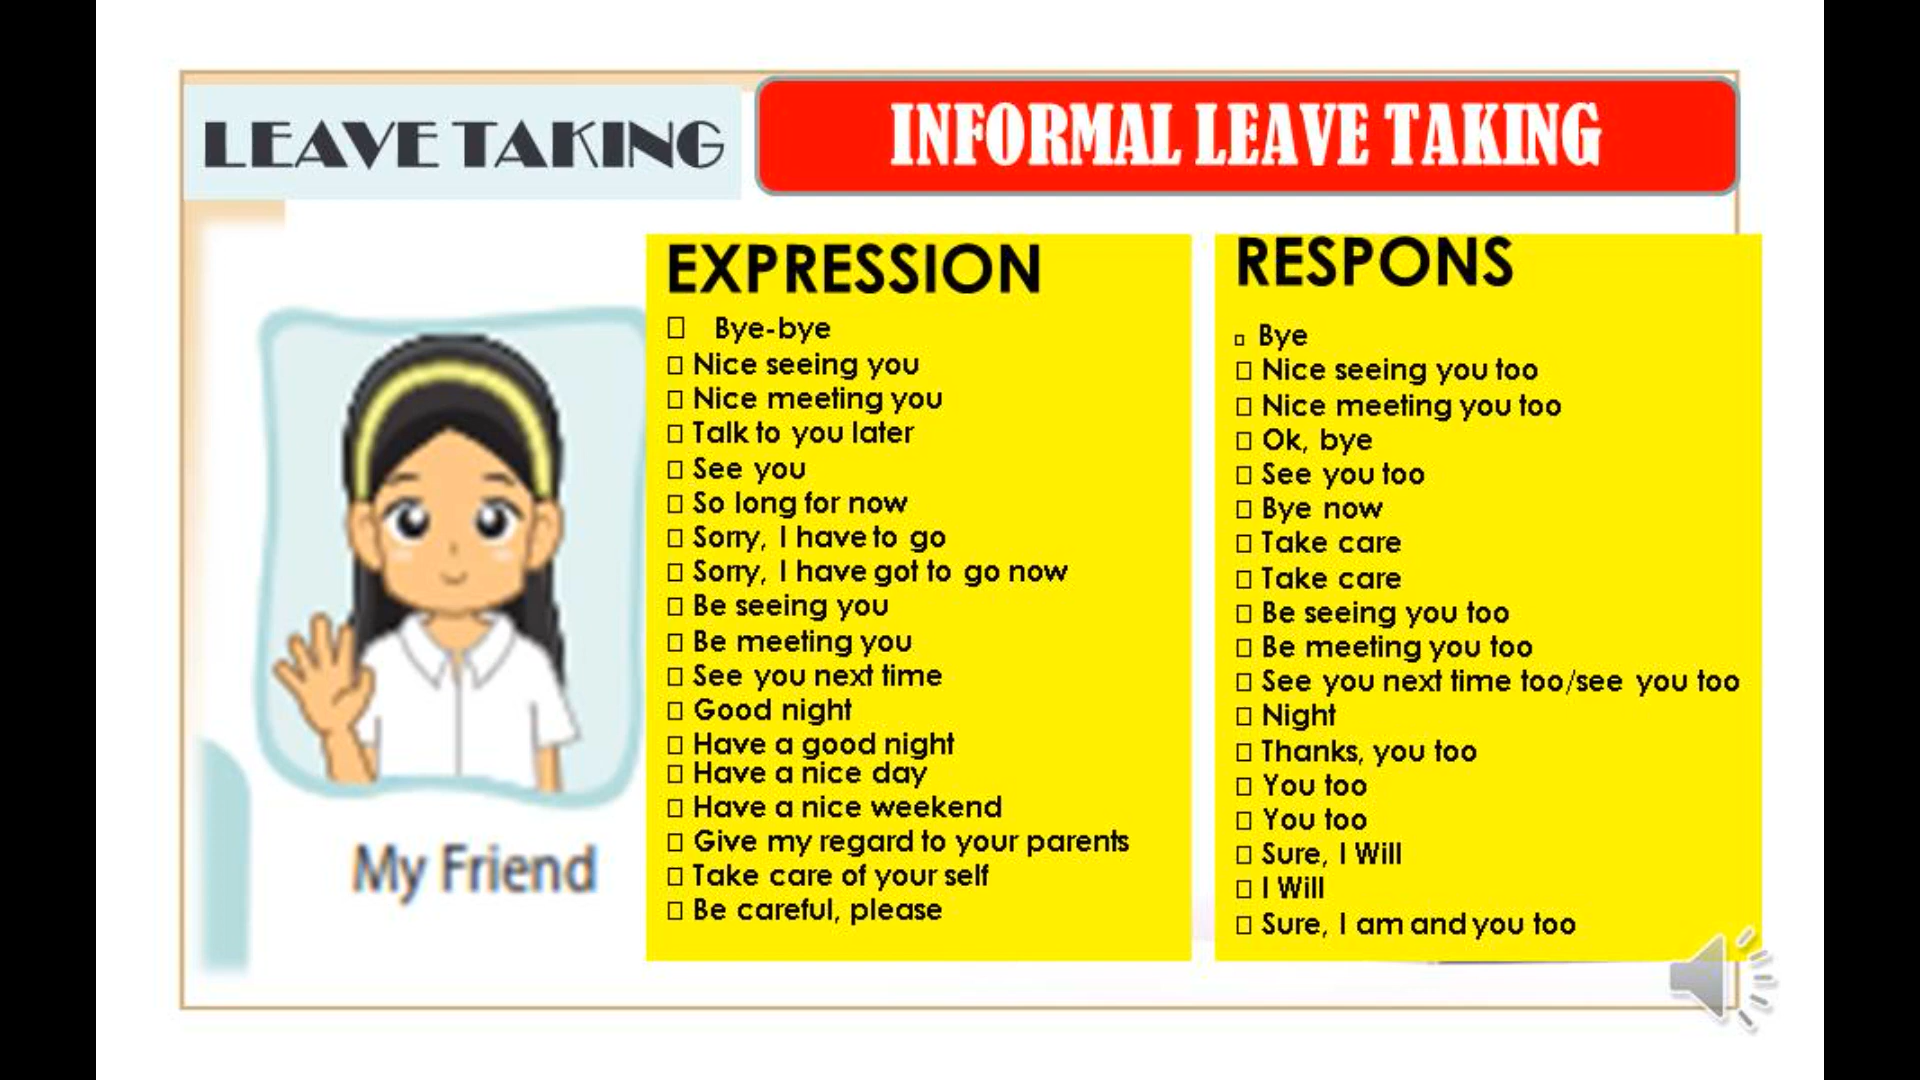 LEAVE TAKING
INFORMAL LEAVE TAKING
My Friend
EXPRESSION
Bye-bye
Nice seeing you
Nice meeting you
Talk to you later
See you
So long for now
Sorry, I have to go
Sorry, I have got to go now
Be seeing you
Be meeting you
See you next time
Good night
Have a good night
Have a nice day
Have a nice weekend
Give my regard to your parents
Take care of your self
Be careful, please
RESPONS
Bye
Nice seeing you too
Nice meeting you too
Ok, bye
See you too
Bye now
Take care
Take care
Be seeing you too
Be meeting you too
See you next time too/see you too
Night
Thanks, you too
You too
You too
Sure, I Will
I Will
Sure, I am and you too